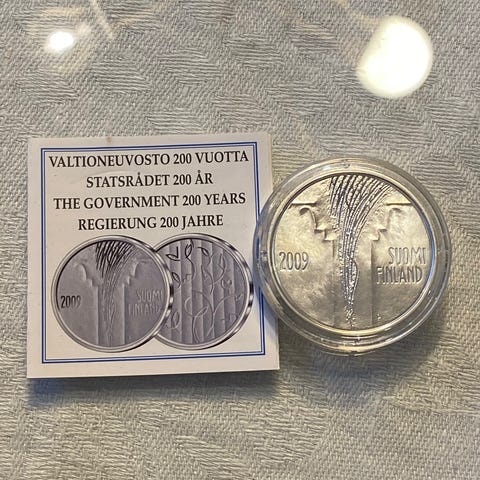 VALTIONEUVOSTO 200 VUOTTA
STATSRÅDET 200 ÅR
THE GOVERNMENT 200 YEARS
REGIERUNG 200 JAHRE
2009
SUOMI
FINLAND
2009
SUOMI
FINLAND